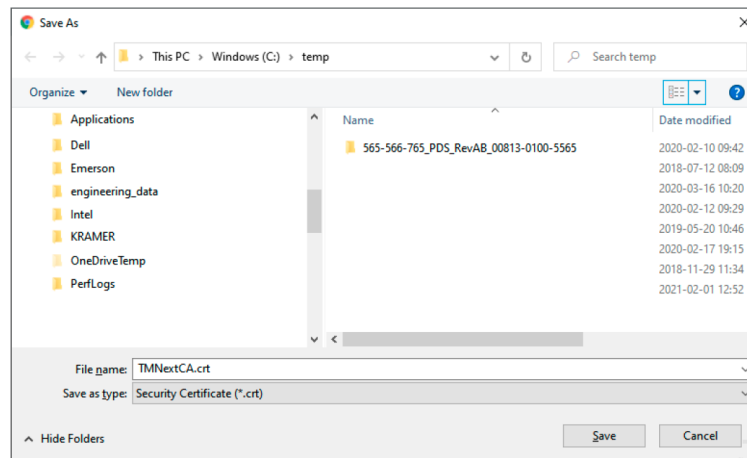 Save As
This PC > Windows (C:) > temp
Search temp
Organize
New folder
Applications
Dell
Emerson
engineering_data
Intel
KRAMER
OneDriveTemp
PerfLogs
Name
Date modified
565-566-765_PDS_RevAB_00813-0100-5565
2020-02-10 09:42
2018-07-12 08:09
2020-03-16 10:20
2020-02-12 09:29
2019-05-20 10:46
2020-02-17 19:15
2018-11-29 11:34
2021-02-01 12:52
File name: TMNextCA.crt
Save as type: Security Certificate (*.crt)
Hide Folders
Save
Cancel